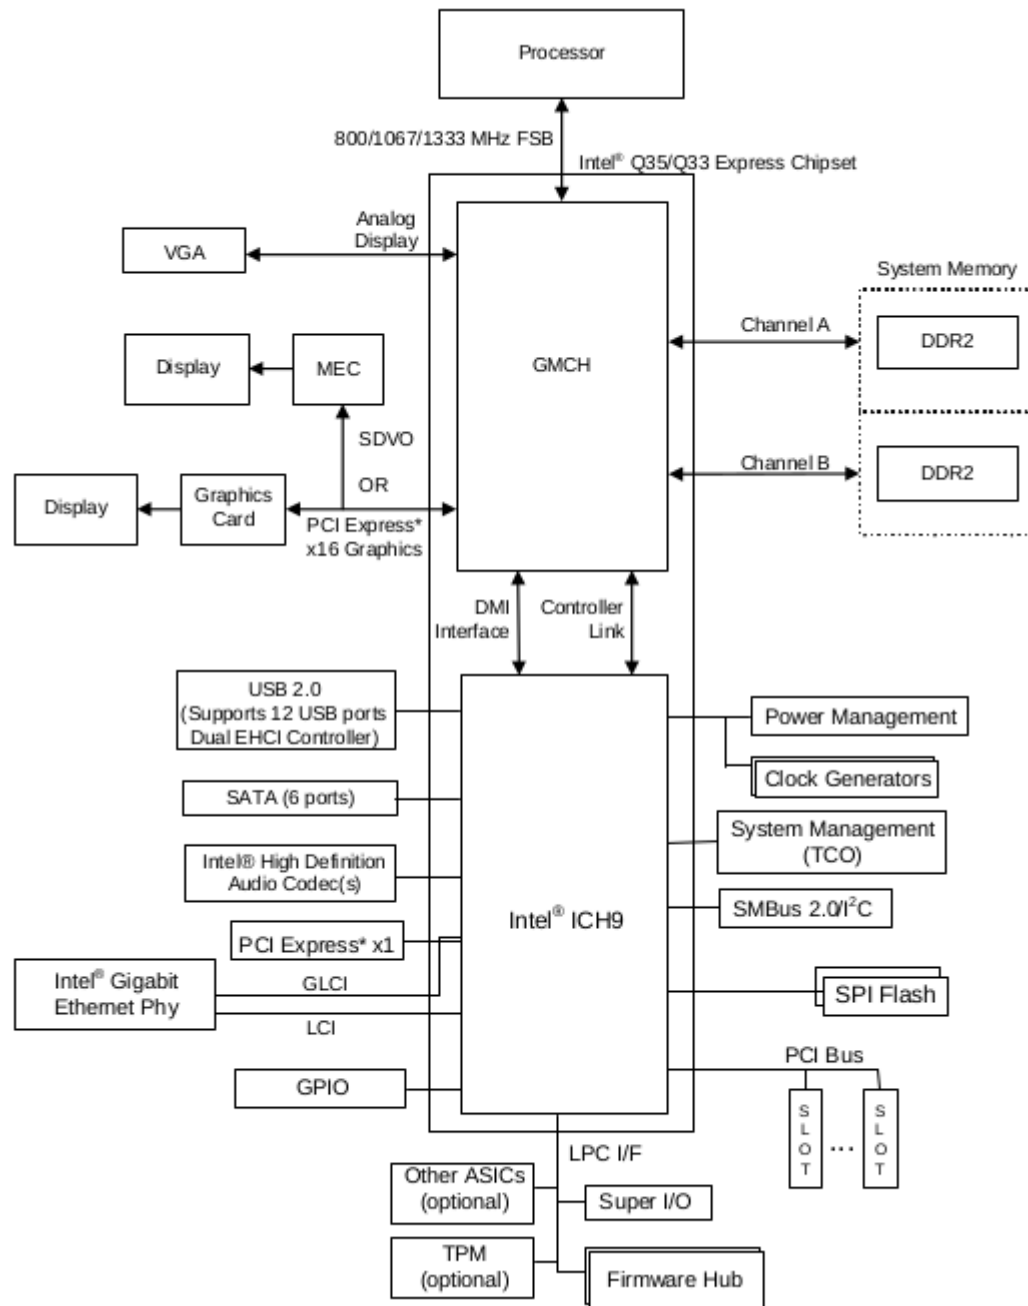 Processor
800/1067/1333 MHz FSB
Intel® Q35/Q33 Express Chipset
Analog
Display
VGA
System Memory
Channel A
DDR2
GMCH
Display
MEC
SDVO
Channel B
DDR2
OR
Display
Graphics
Card
PCI Express*
x16 Graphics
DMI
Interface
Controller
Link
USB 2.0
(Supports 12 USB ports
Dual EHCI Controller)
Power Management
Clock Generators
SATA (6 ports)
System Management
(TCO)
Intel® High Definition
Audio Codec(s)
Intel® ICH9
SMBus 2.0/I²C
PCI Express* x1
Intel® Gigabit
Ethernet Phy
GLCI
LCI
SPI Flash
PCI Bus
GPIO
SLOT
...
SLOT
LPC I/F
Other ASICs
(optional)
Super I/O
TPM
(optional)
Firmware Hub